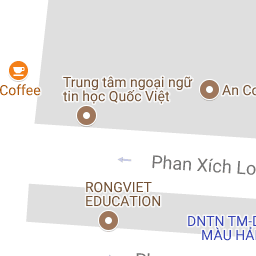 Coffee
Trung tâm ngoại ngữ
tin học Quốc Việt
An Co
Phan Xích Lo
RONGVIET
EDUCATION
DNTN TM-D
MÀU HẢ